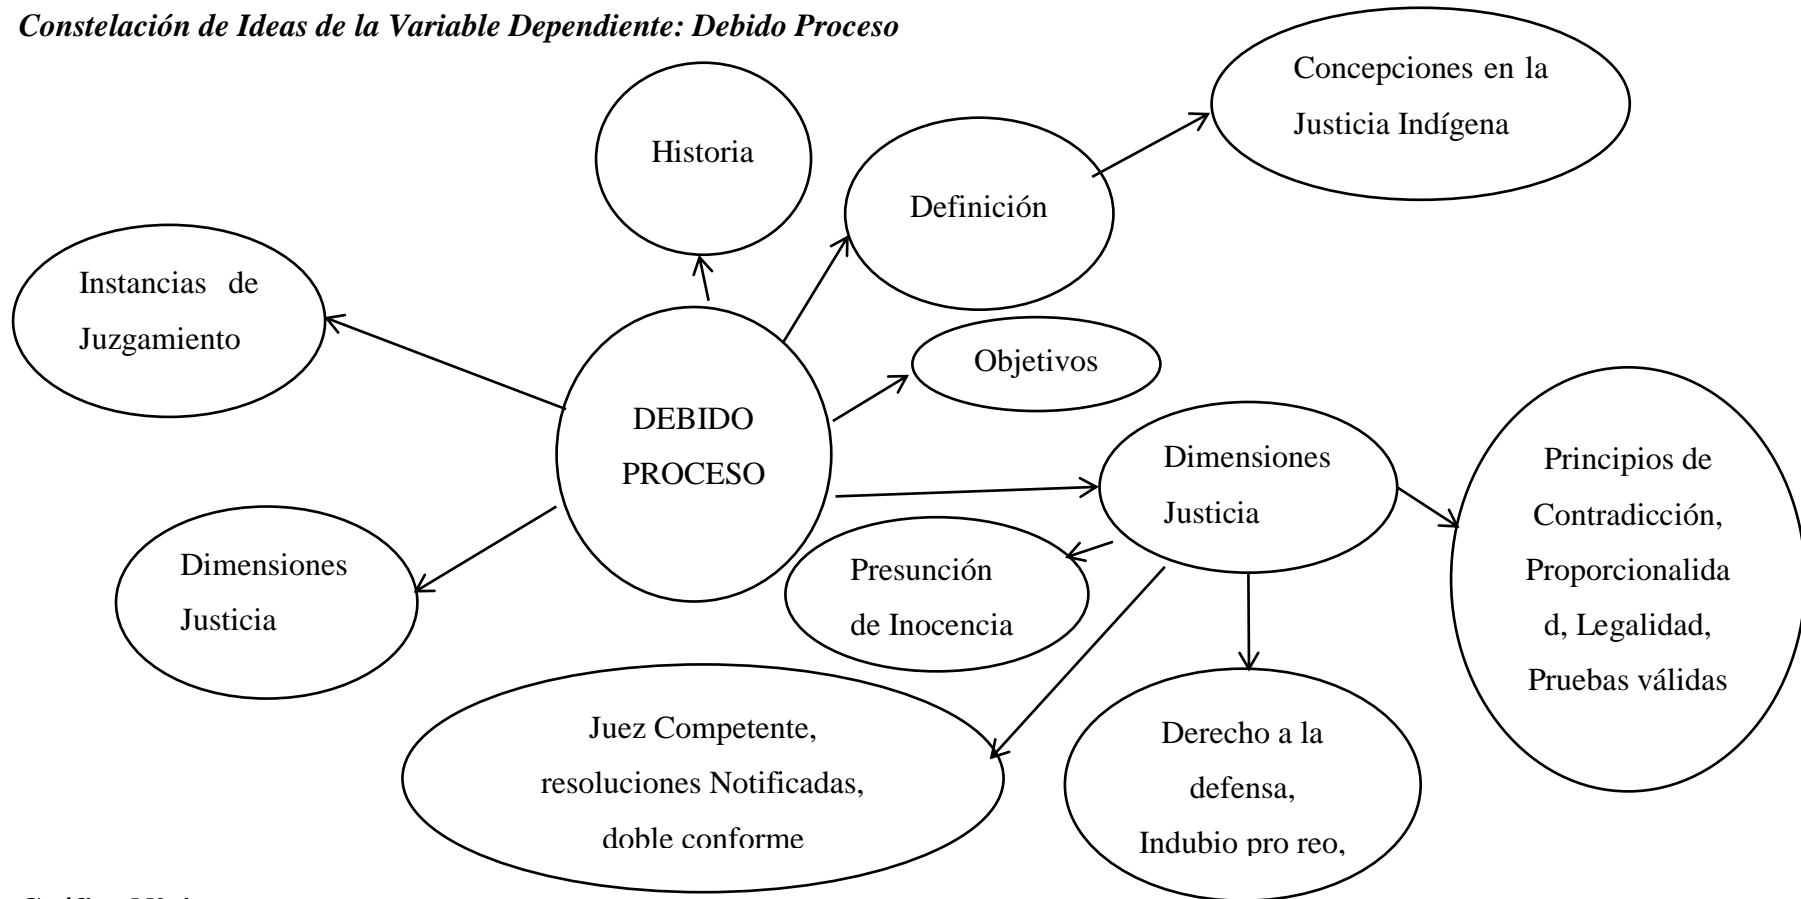 Constelación de Ideas de la Variable Dependiente: Debido Proceso
Concepciones en la
Justicia Indígena
Historia
Definición
Instancias de
Juzgamiento
Objetivos
DEBIDO
PROCESO
Dimensiones
Justicia
Principios de
Contradicción,
Proporcionalida
d, Legalidad,
Pruebas válidas
Dimensiones
Justicia
Presunción
de Inocencia
Juez Competente,
resoluciones Notificadas,
doble conforme
Derecho a la
defensa,
Indubio pro reo,